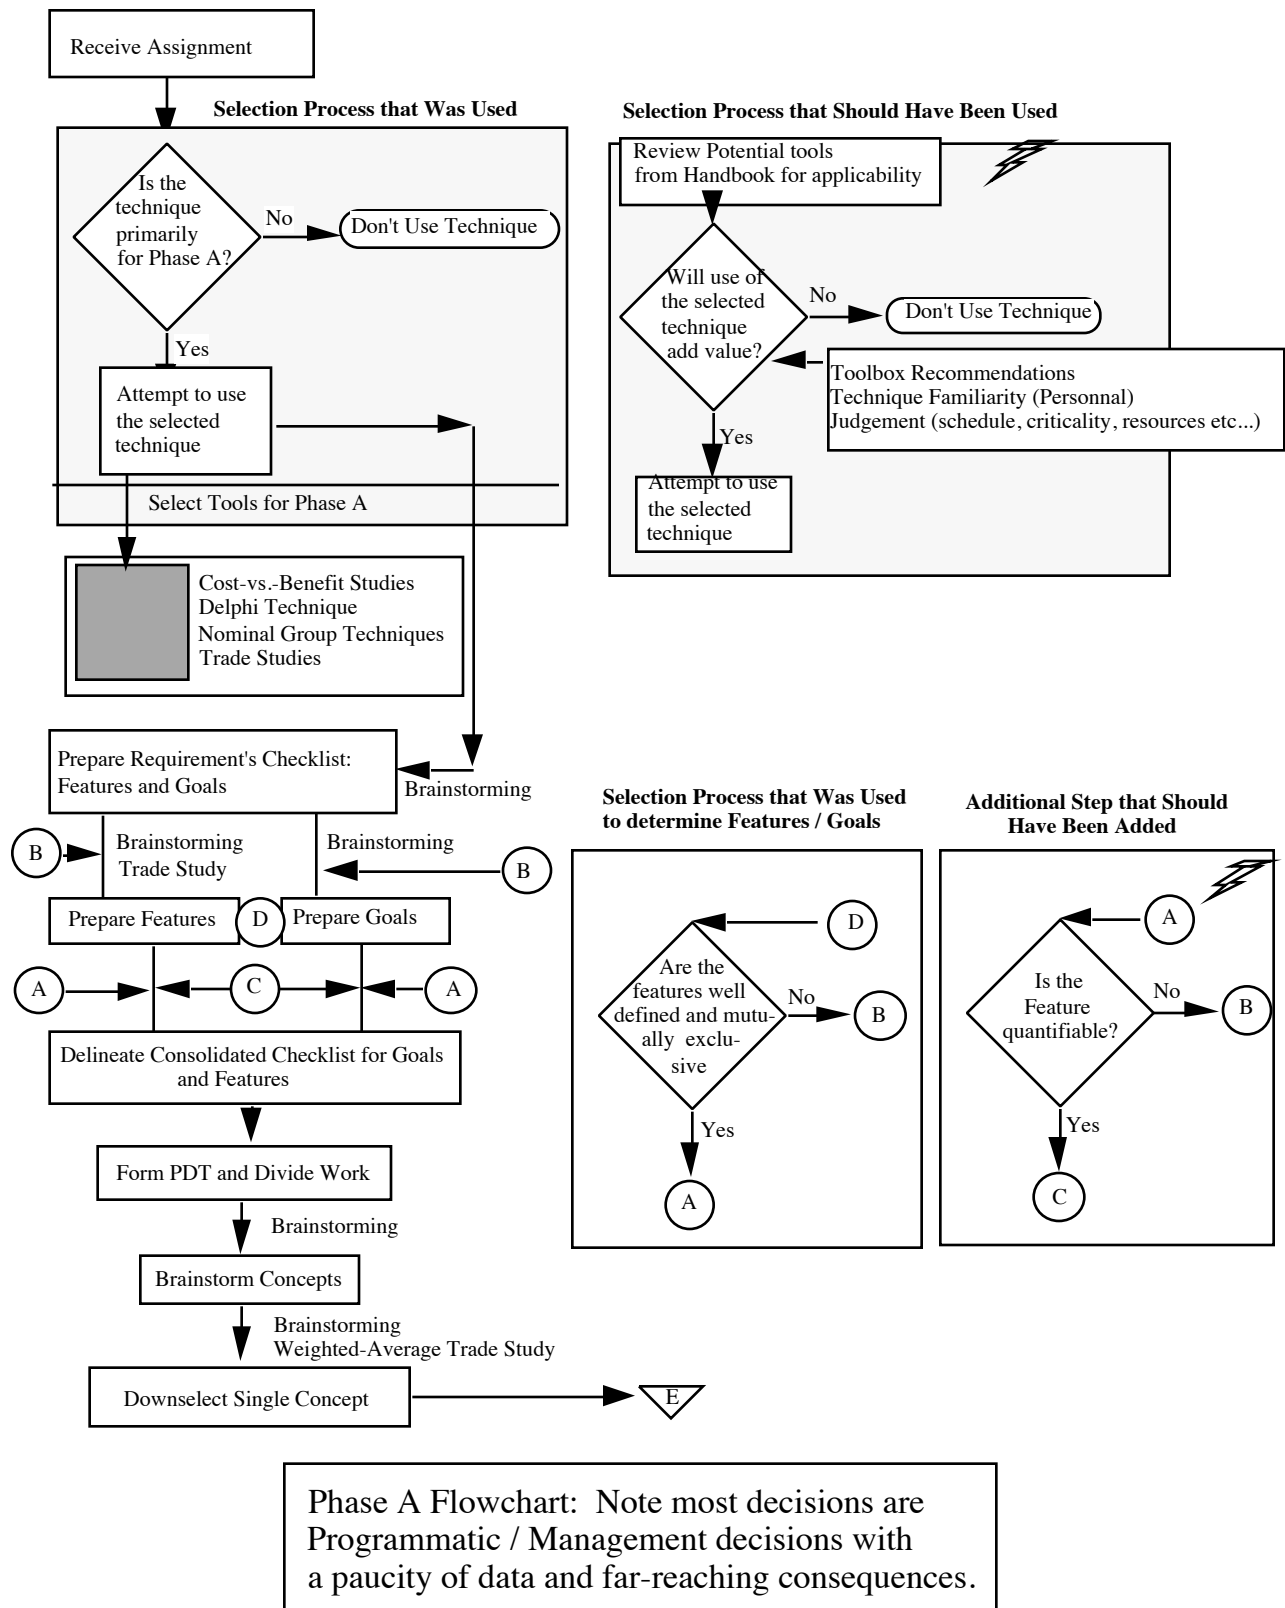 Receive Assignment
Selection Process that Was Used
Is the
technique
primarily
for Phase A?
No
Don't Use Technique
Yes
Attempt to use
the selected
technique
Select Tools for Phase A
Cost-vs.-Benefit Studies
Delphi Technique
Nominal Group Techniques
Trade Studies
Selection Process that Should Have Been Used
Review Potential tools
from Handbook for applicability
Will use of
the selected
technique
add value?
No
Don't Use Technique
Toolbox Recommendations
Technique Familiarity (Personnal)
Judgement (schedule, criticality, resources etc...)
Yes
Attempt to use
the selected
technique
Prepare Requirement's Checklist:
Features and Goals
Brainstorming
B
Brainstorming
Trade Study
Brainstorming
B
Prepare Features
D
Prepare Goals
A
C
A
Delineate Consolidated Checklist for Goals
and Features
Form PDT and Divide Work
Brainstorming
Brainstorm Concepts
Brainstorming
Weighted-Average Trade Study
Downselect Single Concept
E
Selection Process that Was Used
to determine Features / Goals
D
Are the
features well
defined and mutu-
ally exclu-
sive
No
B
Yes
A
Additional Step that Should
Have Been Added
A
Is the
Feature
quantifiable?
No
B
Yes
C
Phase A Flowchart: Note most decisions are
Programmatic / Management decisions with
a paucity of data and far-reaching consequences.